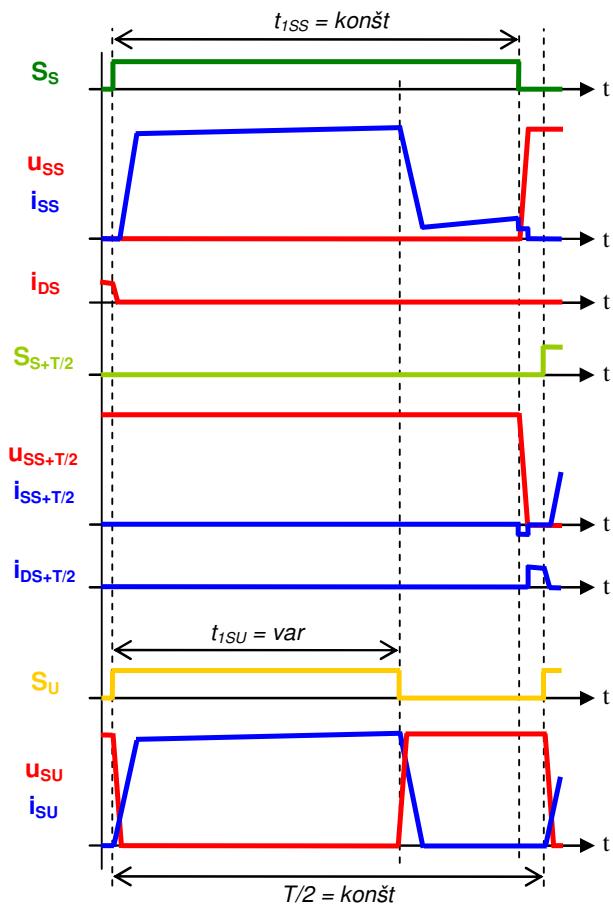 t1SS = konšt
SS
t
uSS
iSS
t
iDS
t
SS+T/2
t
uSS+T/2
iSS+T/2
t
iDS+T/2
t
t1SU = var
SU
t
uSU
iSU
t
T/2 = konšt